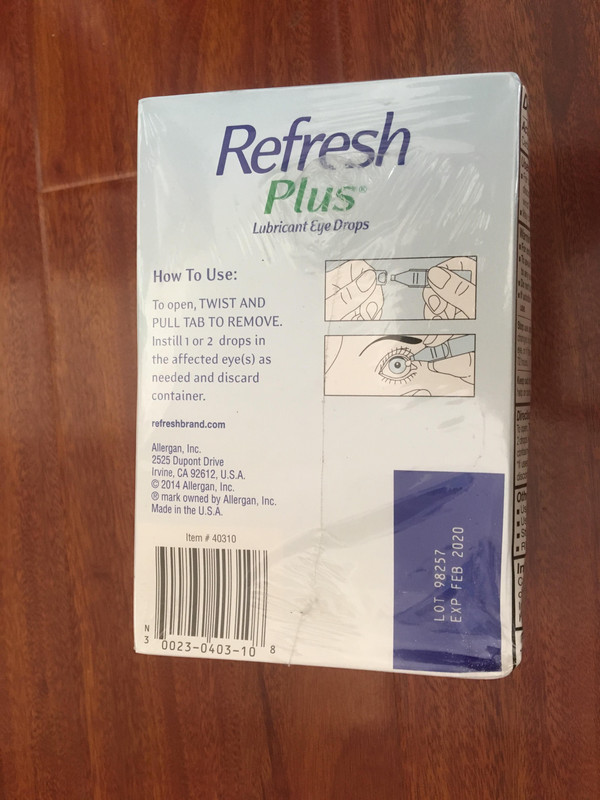 Refresh
Plus®
Lubricant Eye Drops
How To Use:
To open, TWIST AND
PULL TAB TO REMOVE.
Instill 1 or 2 drops in
the affected eye(s) as
needed and discard
container.
refreshbrand.com
Allergan, Inc.
2525 Dupont Drive
Irvine, CA 92612, U.S.A.
© 2014 Allergan, Inc.
® mark owned by Allergan, Inc.
Made in the U.S.A.
Item # 40310
N
3 0023-0403-10 8
LOT 98257
EXP FEB 2020